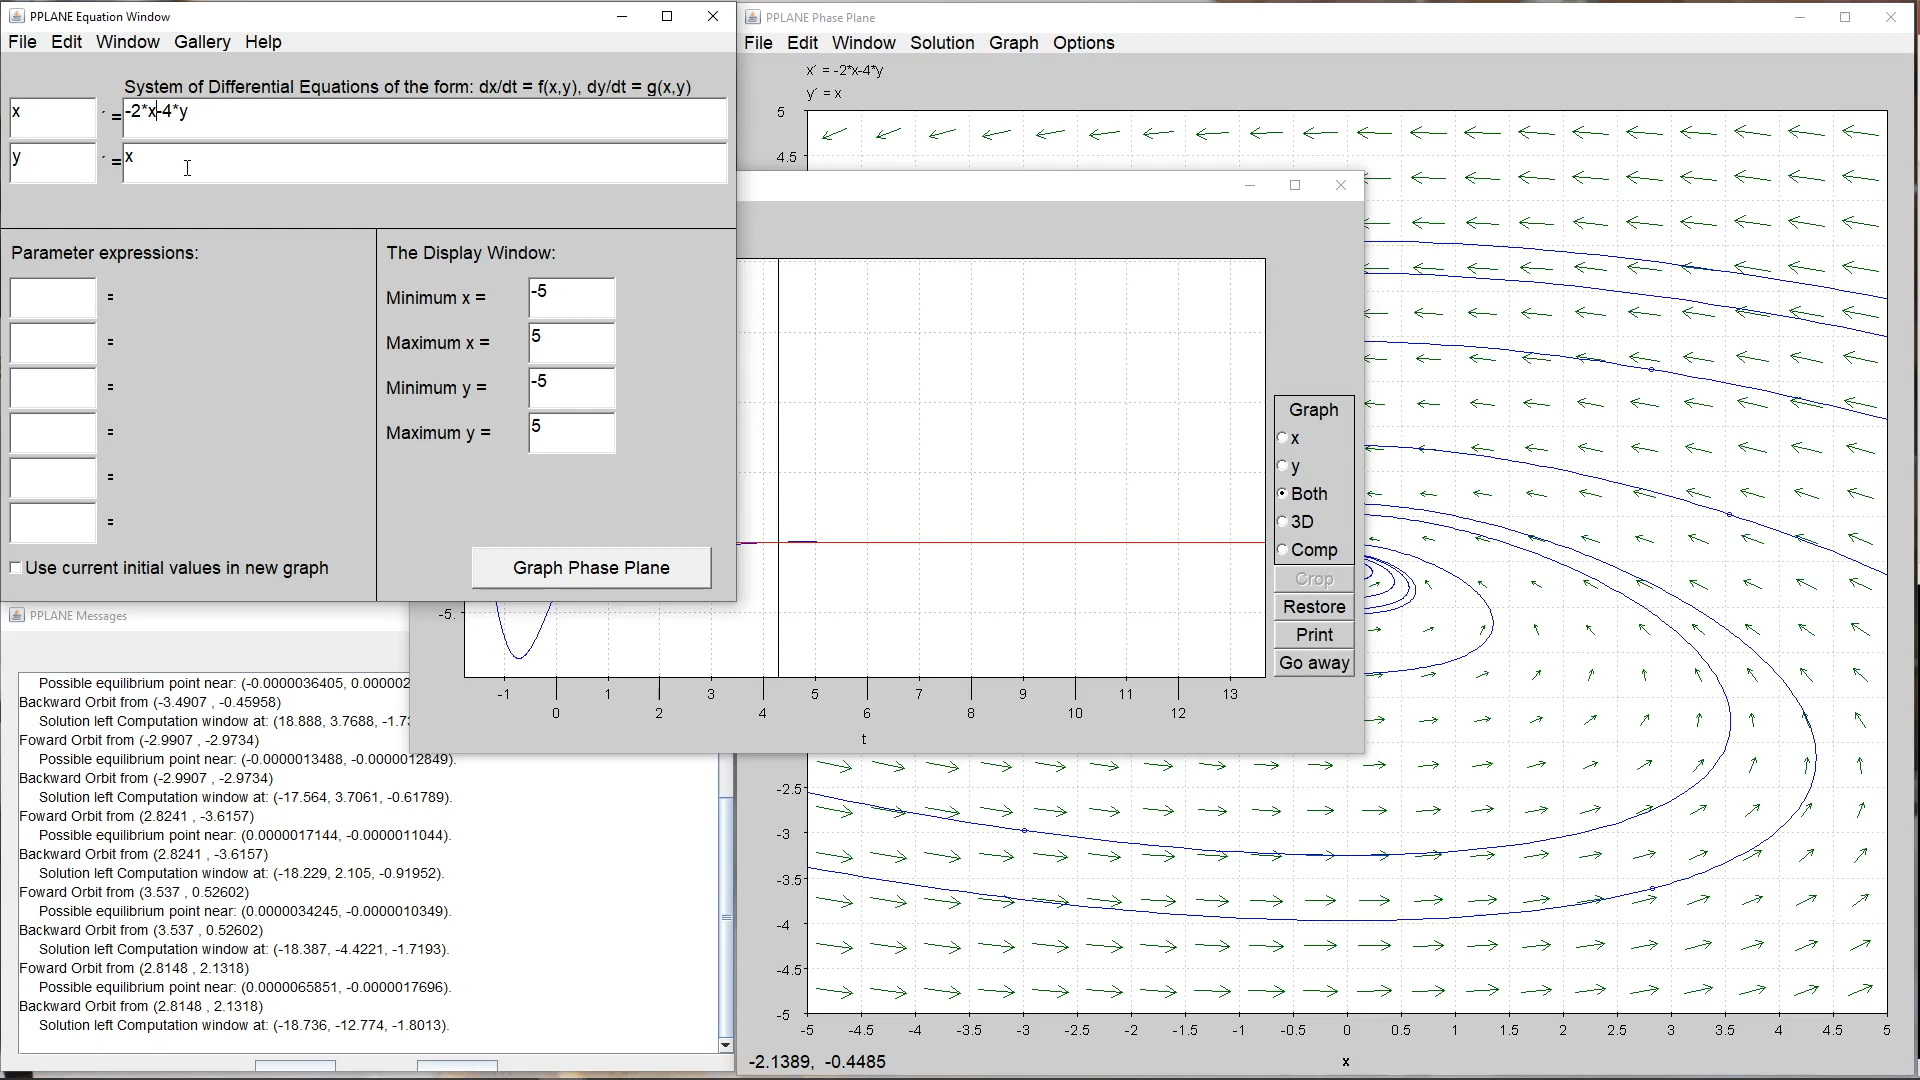 PPLANE Equation Window
File Edit Window Gallery Help
System of Differential Equations of the form: dx/dt = f(x,y), dy/dt = g(x,y)
x ′ = -2*x-4*y
y ′ = x
Parameter expressions:
=
=
=
=
=
=
Use current initial values in new graph
The Display Window:
Minimum x = -5
Maximum x = 5
Minimum y = -5
Maximum y = 5
Graph Phase Plane
PPLANE Messages
Possible equilibrium point near: (-0.0000036405, 0.000002
Backward Orbit from (-3.4907 , -0.45958)
Solution left Computation window at: (18.888, 3.7688, -1.73
Foward Orbit from (-2.9907 , -2.9734)
Possible equilibrium point near: (-0.0000013488, -0.0000012849).
Backward Orbit from (-2.9907 , -2.9734)
Solution left Computation window at: (-17.564, 3.7061, -0.61789).
Foward Orbit from (2.8241 , -3.6157)
Possible equilibrium point near: (0.0000017144, -0.0000011044).
Backward Orbit from (2.8241 , -3.6157)
Solution left Computation window at: (-18.229, 2.105, -0.91952).
Foward Orbit from (3.537 , 0.52602)
Possible equilibrium point near: (0.0000034245, -0.0000010349).
Backward Orbit from (3.537 , 0.52602)
Solution left Computation window at: (-18.387, -4.4221, -1.7193).
Foward Orbit from (2.8148 , 2.1318)
Possible equilibrium point near: (0.0000065851, -0.0000017696).
Backward Orbit from (2.8148 , 2.1318)
Solution left Computation window at: (-18.736, -12.774, -1.8013).
-5.
-1 1 3 5 7 9 11 13
0 2 4 6 8 10 12
t
Graph
x
y
Both
3D
Comp
Crop
Restore
Print
Go away
PPLANE Phase Plane
File Edit Window Solution Graph Options
x′ = -2*x-4*y
y′ = x
5
4.5
-2.5
-3
-3.5
-4
-4.5
-5
-5 -4.5 -4 -3.5 -3 -2.5 -2 -1.5 -1 -0.5 0 0.5 1 1.5 2 2.5 3 3.5 4 4.5 5
-2.1389, -0.4485
x